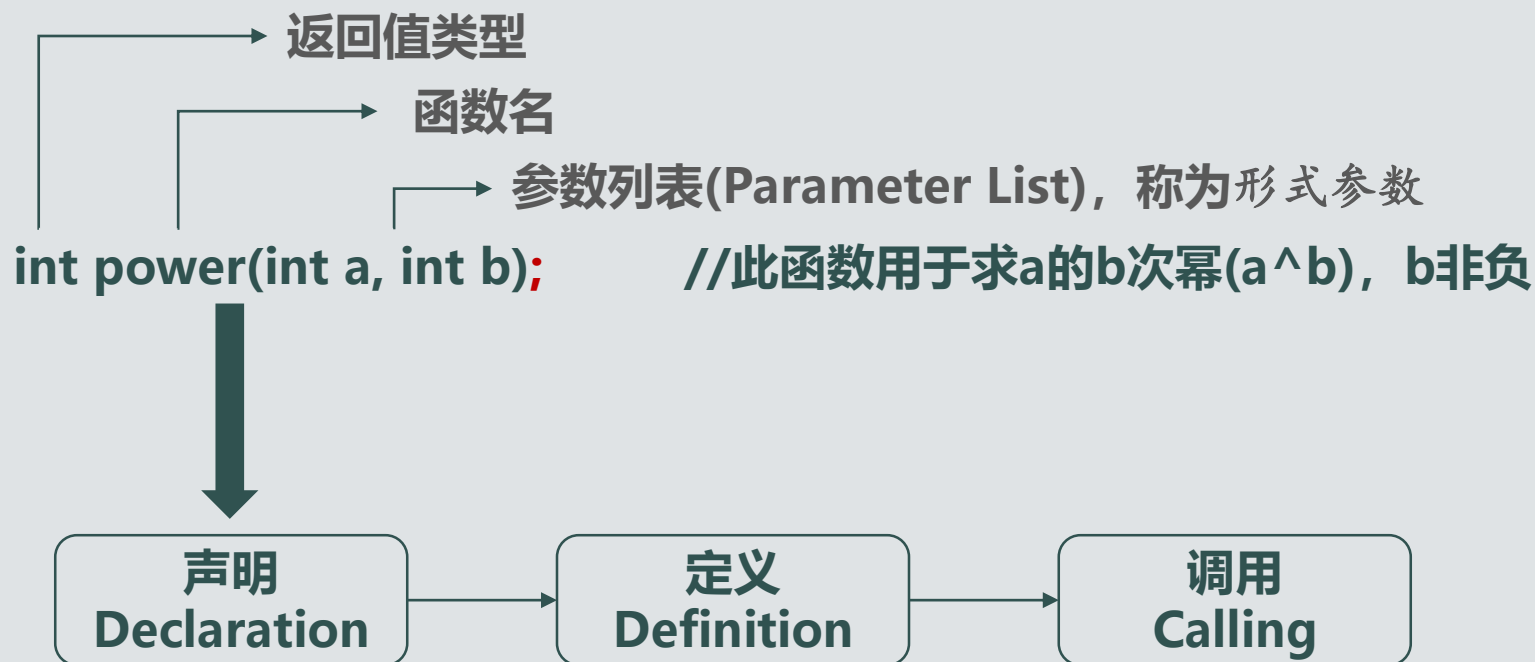 返回值类型
函数名
参数列表(Parameter List)，称为形式参数
int power(int a, int b); //此函数用于求a的b次幂(a^b)，b非负
声明
Declaration
定义
Definition
调用
Calling